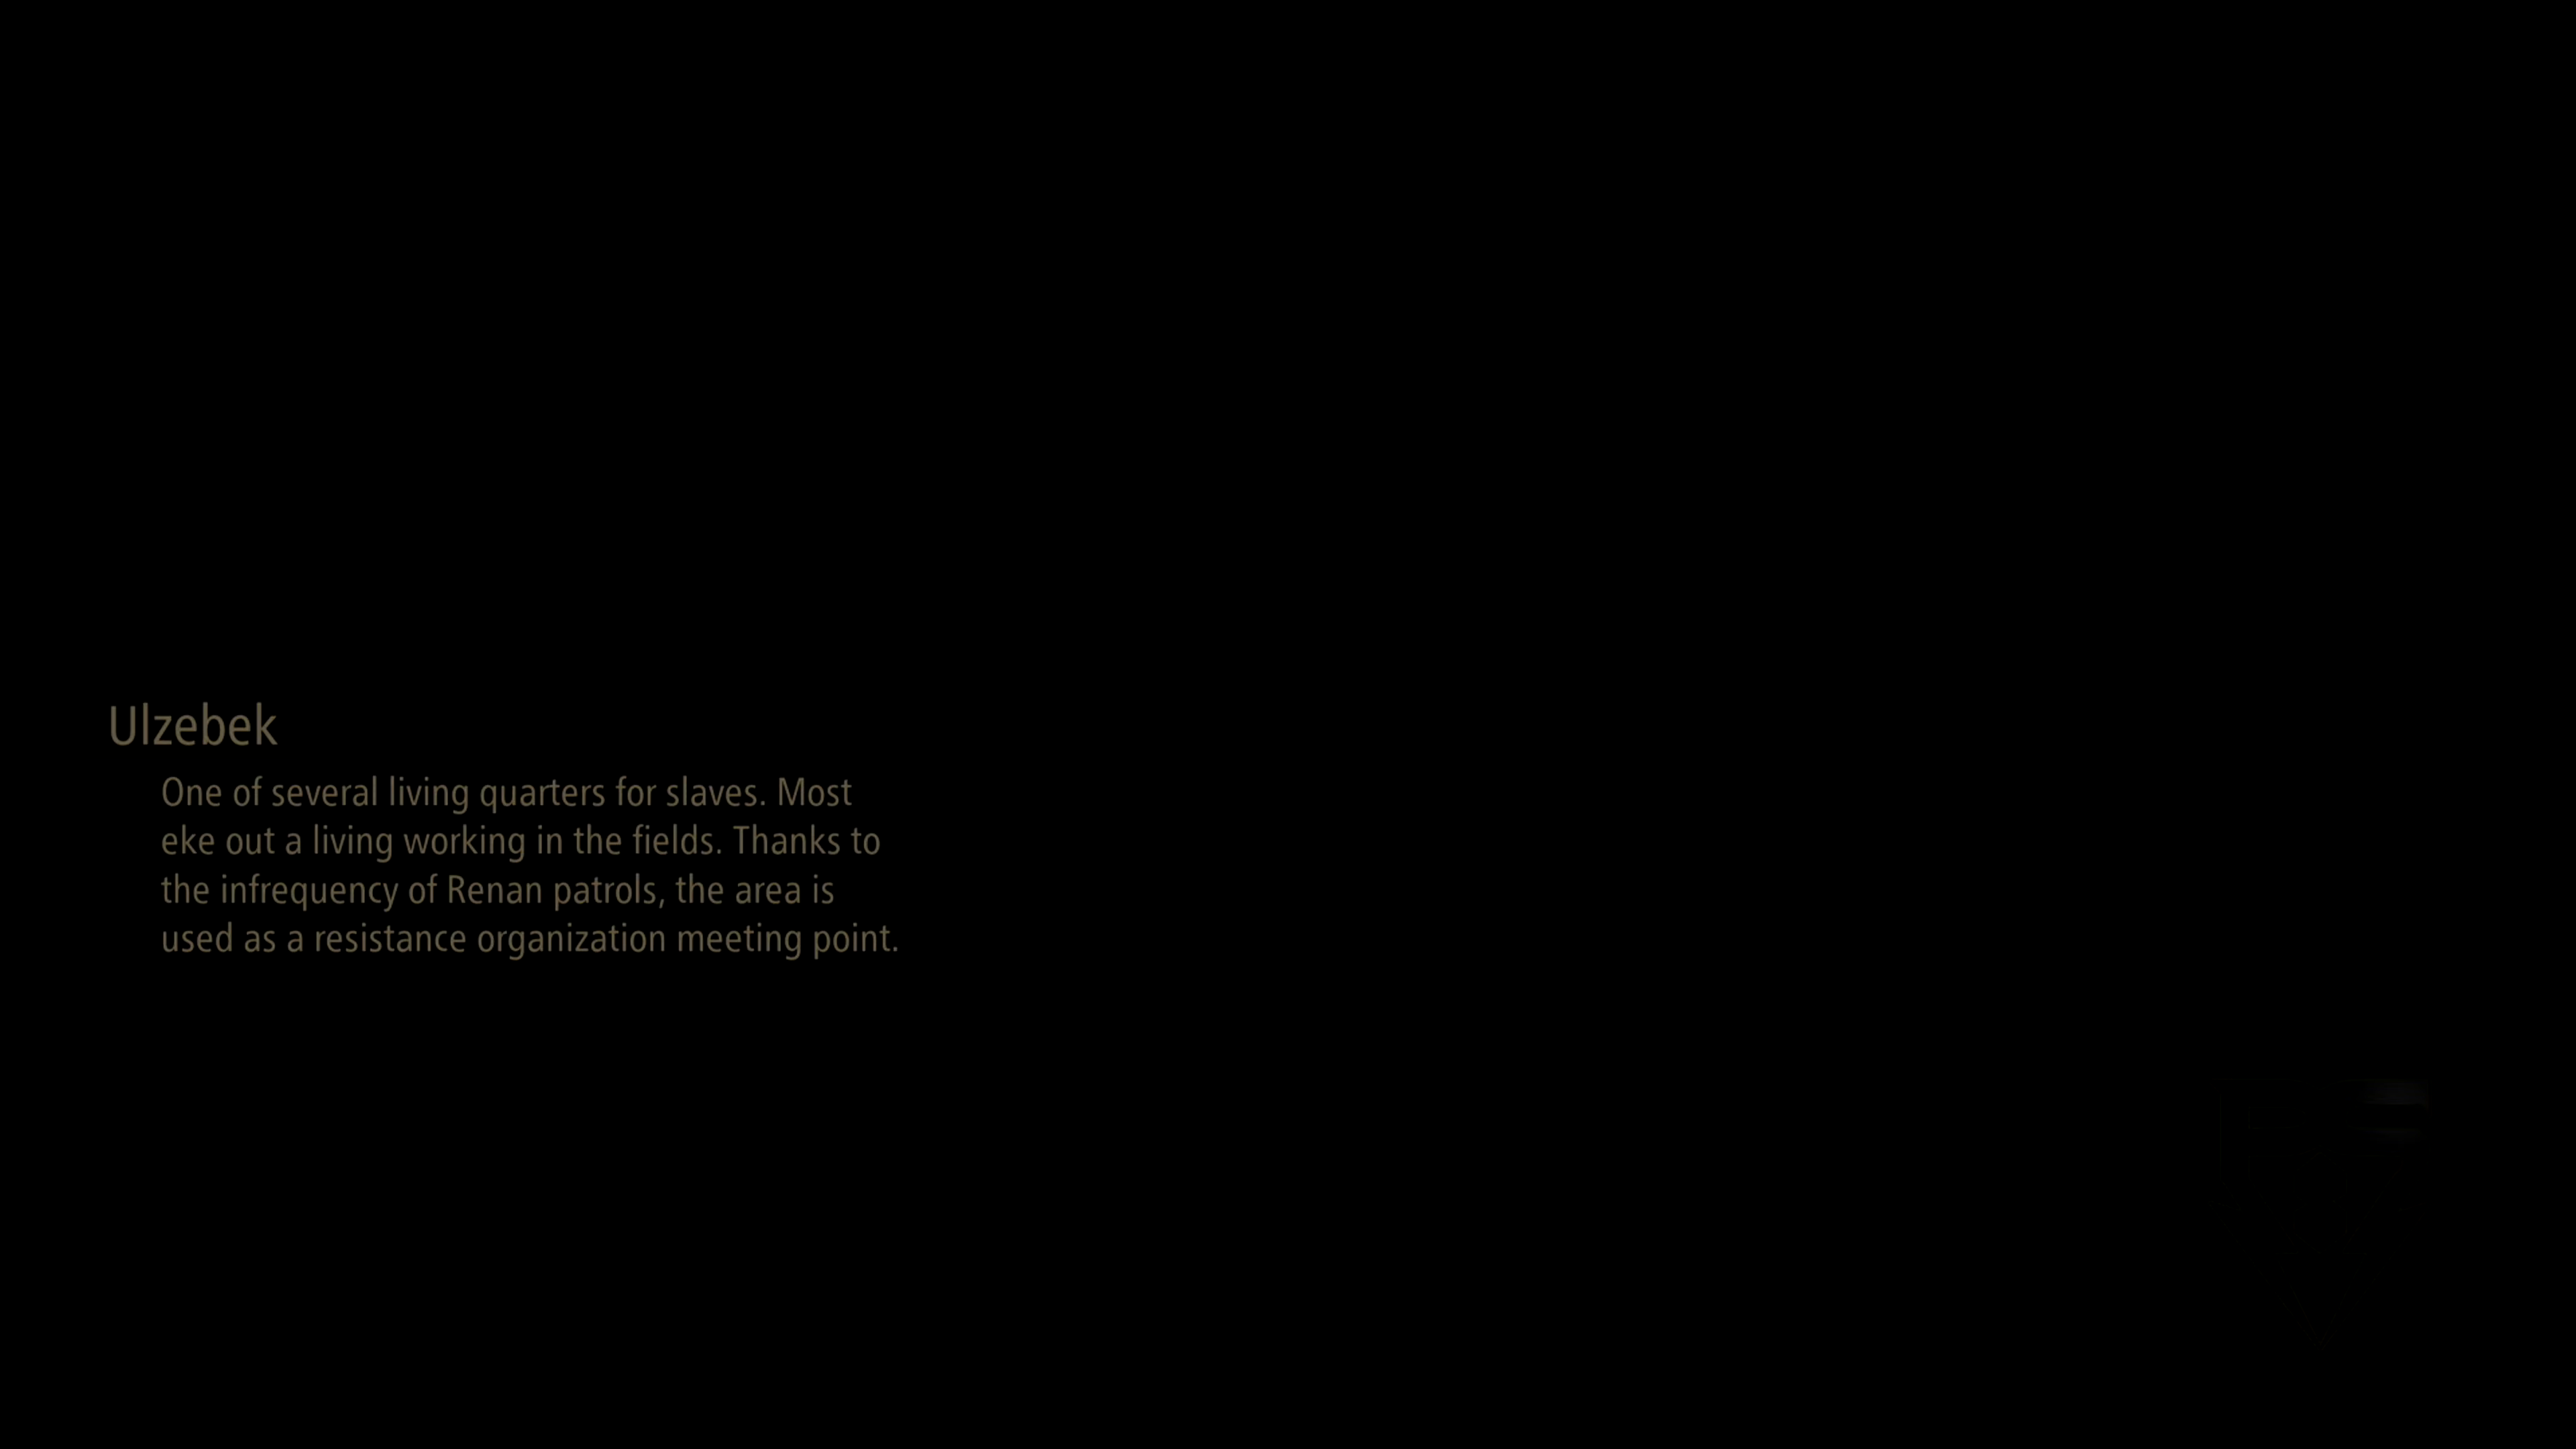 Ulzebek
One of several living quarters for slaves. Most
eke out a living working in the fields. Thanks to
the infrequency of Renan patrols, the area is
used as a resistance organization meeting point.